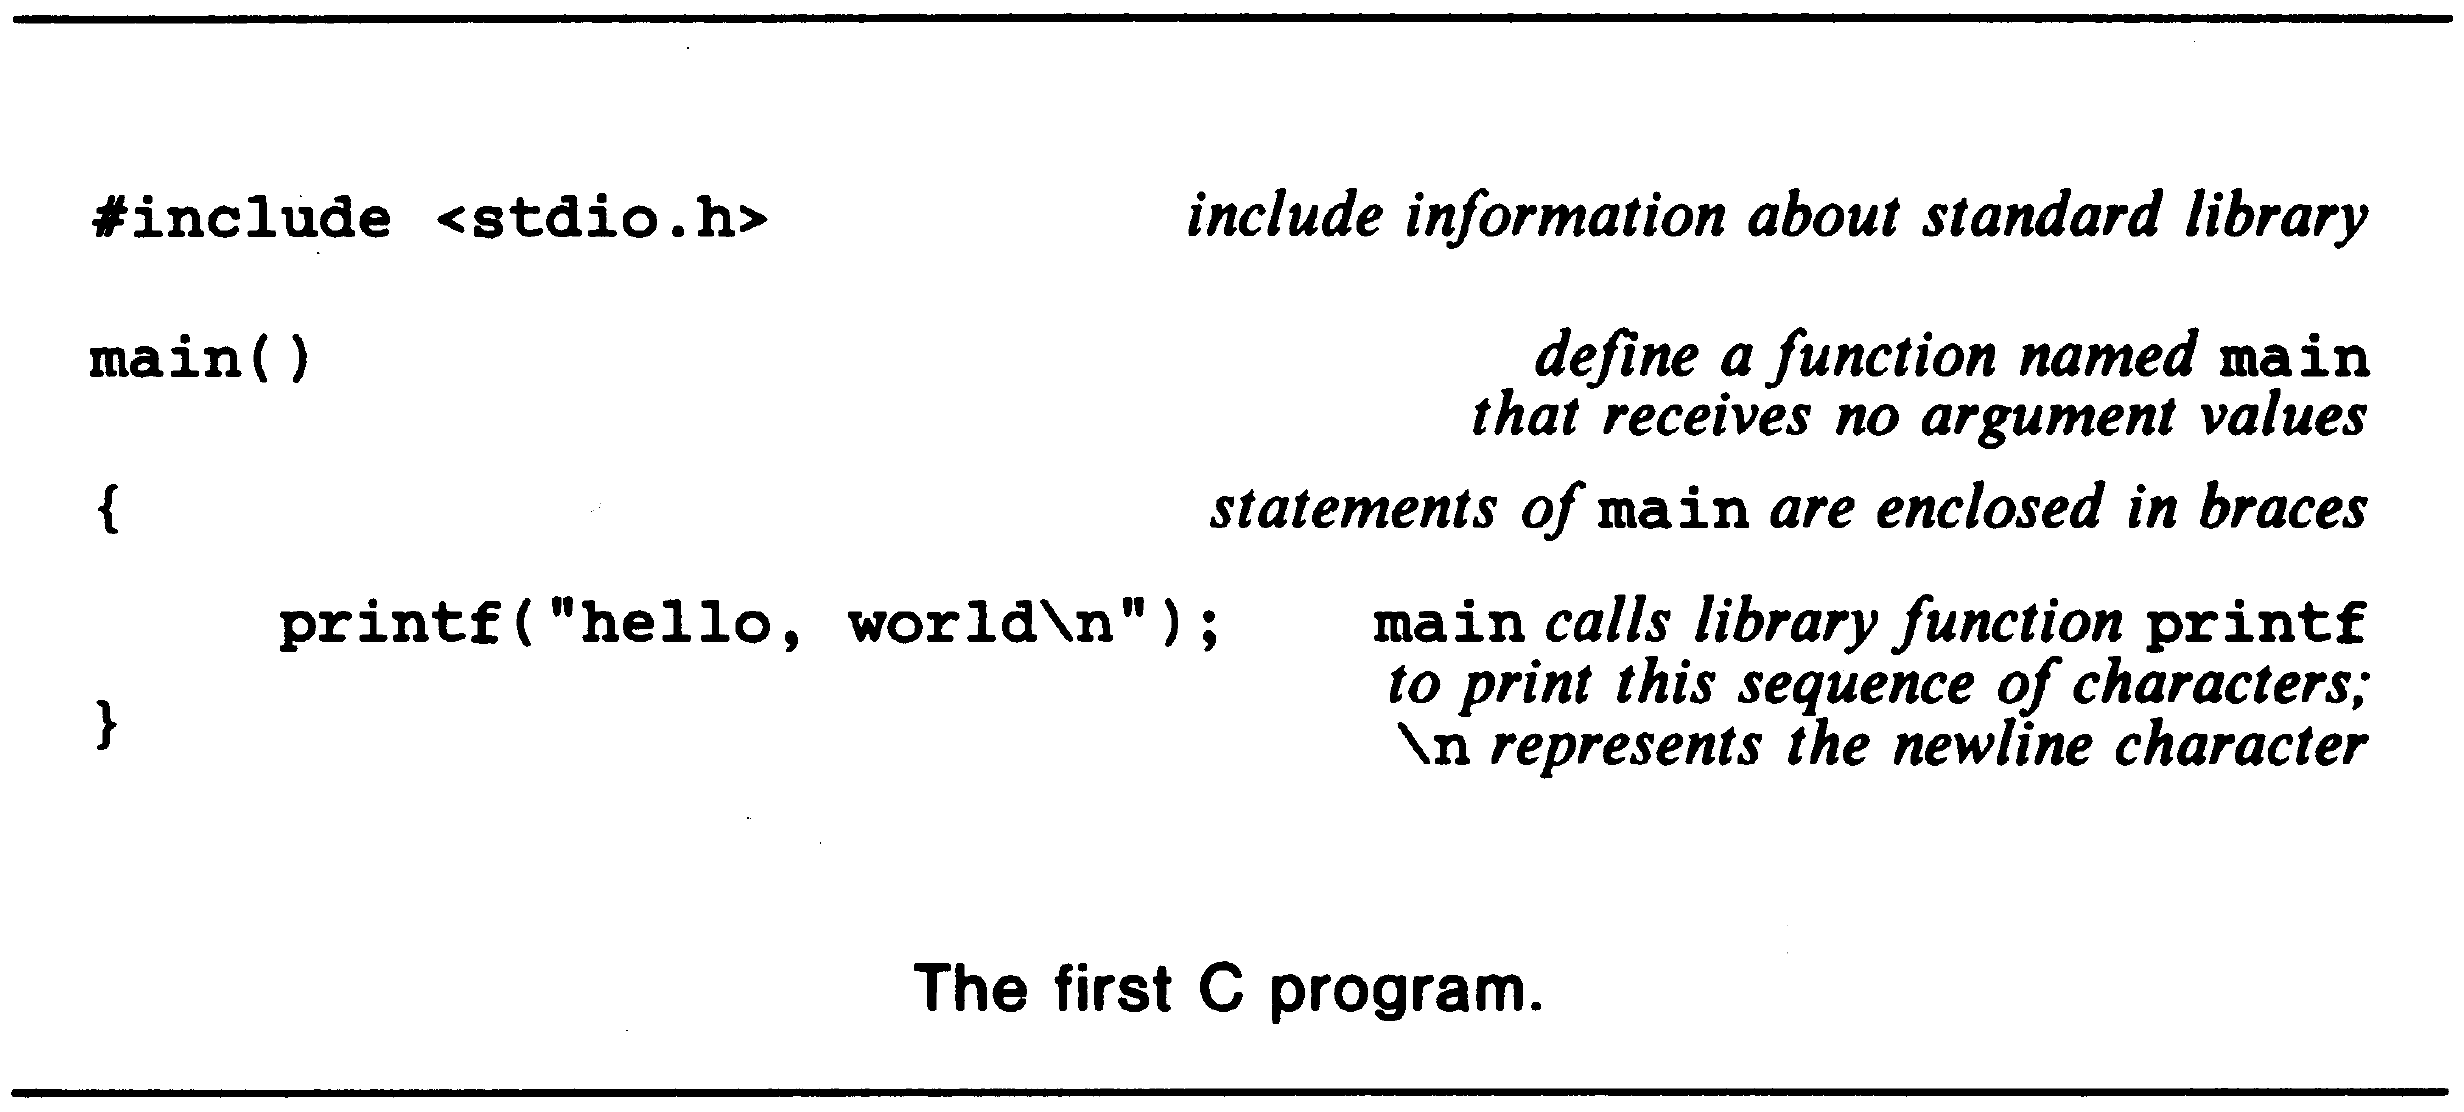 #include <stdio.h> include information about standard library
main() define a function named main
that receives no argument values
{ statements of main are enclosed in braces
printf("hello, world\n"); main calls library function printf
to print this sequence of characters;
} \n represents the newline character
The first C program.